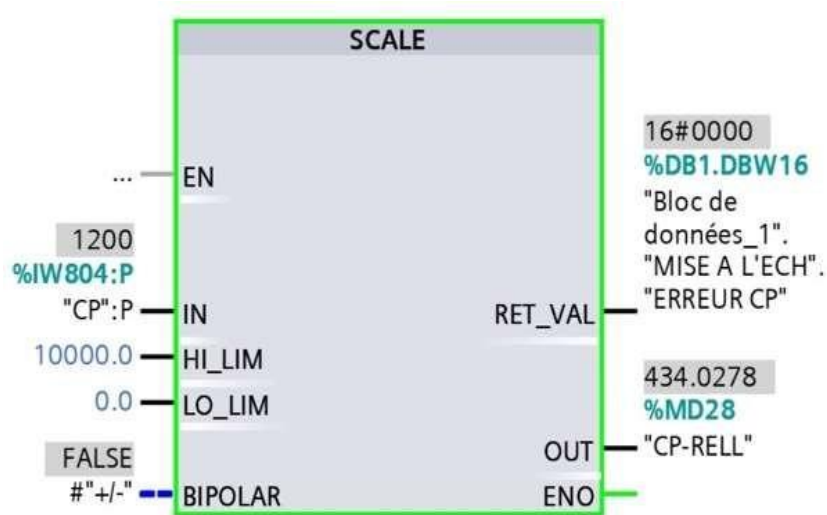 SCALE
... EN
1200
%IW804:P
"CP":P IN
10000.0 HI_LIM
0.0 LO_LIM
FALSE
#"+/-" BIPOLAR
16#0000
%DB1.DBW16
"Bloc de
données_1".
"MISE A L'ECH".
RET_VAL "ERREUR CP"
434.0278
%MD28
OUT "CP-RELL"
ENO